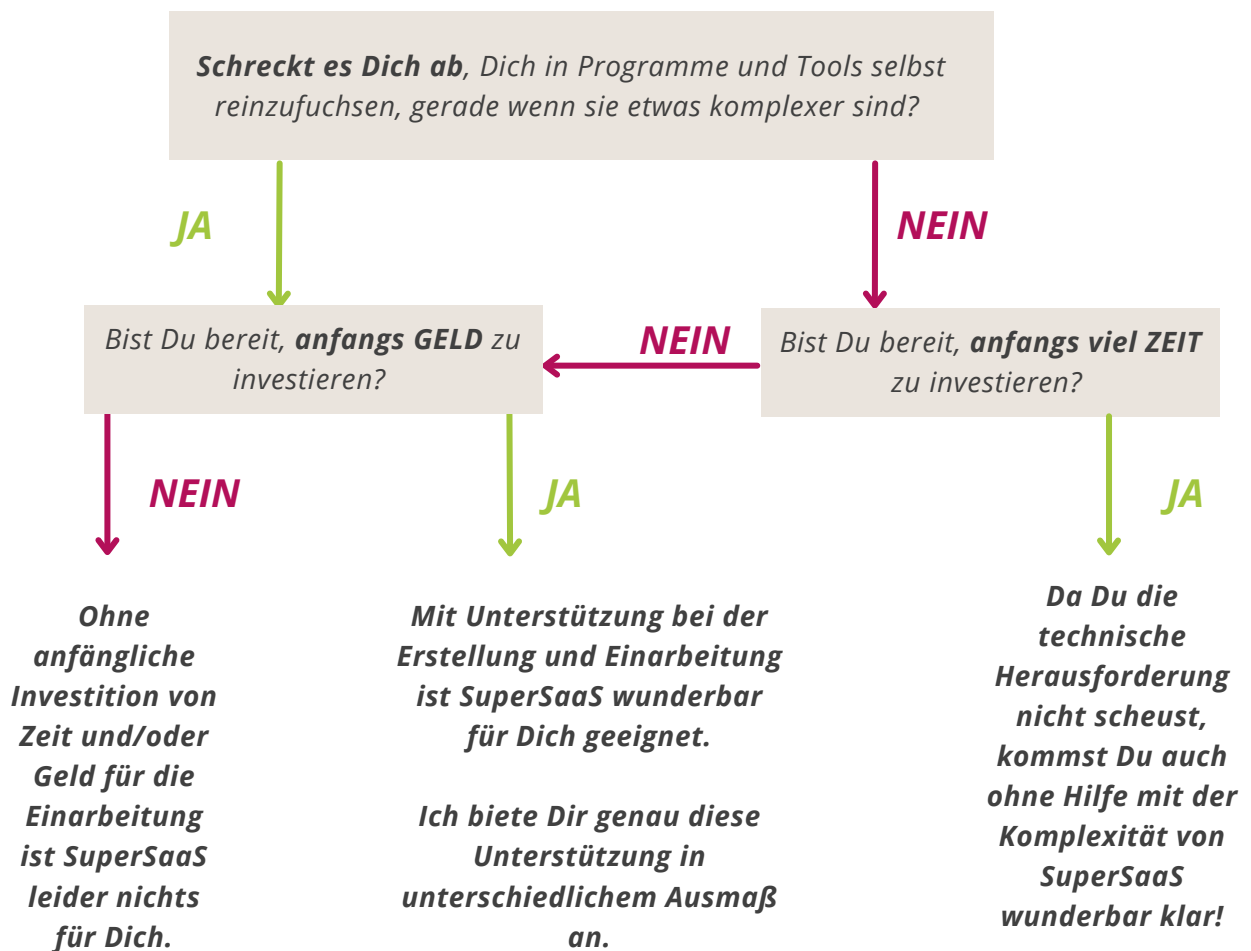 Schreckt es Dich ab, Dich in Programme und Tools selbst
reinzufuchsen, gerade wenn sie etwas komplexer sind?
JA
NEIN
Bist Du bereit, anfangs GELD zu
investieren?
NEIN
Bist Du bereit, anfangs viel ZEIT
zu investieren?
NEIN
JA
JA
Ohne
anfängliche
Investition von
Zeit und/oder
Geld für die
Einarbeitung
ist SuperSaaS
leider nichts
für Dich.
Mit Unterstützung bei der
Erstellung und Einarbeitung
ist SuperSaaS wunderbar
für Dich geeignet.
Ich biete Dir genau diese
Unterstützung in
unterschiedlichem Ausmaß
an.
Da Du die
technische
Herausforderung
nicht scheust,
kommst Du auch
ohne Hilfe mit der
Komplexität von
SuperSaaS
wunderbar klar!